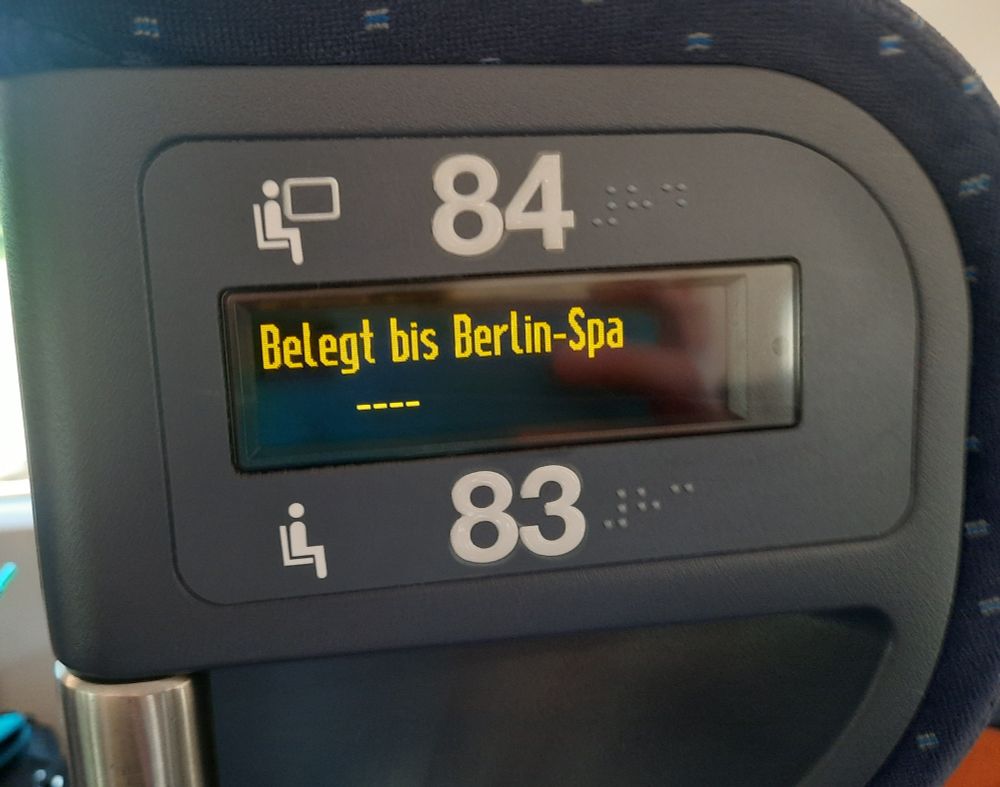 84
Belegt bis Berlin-Spa
----
83